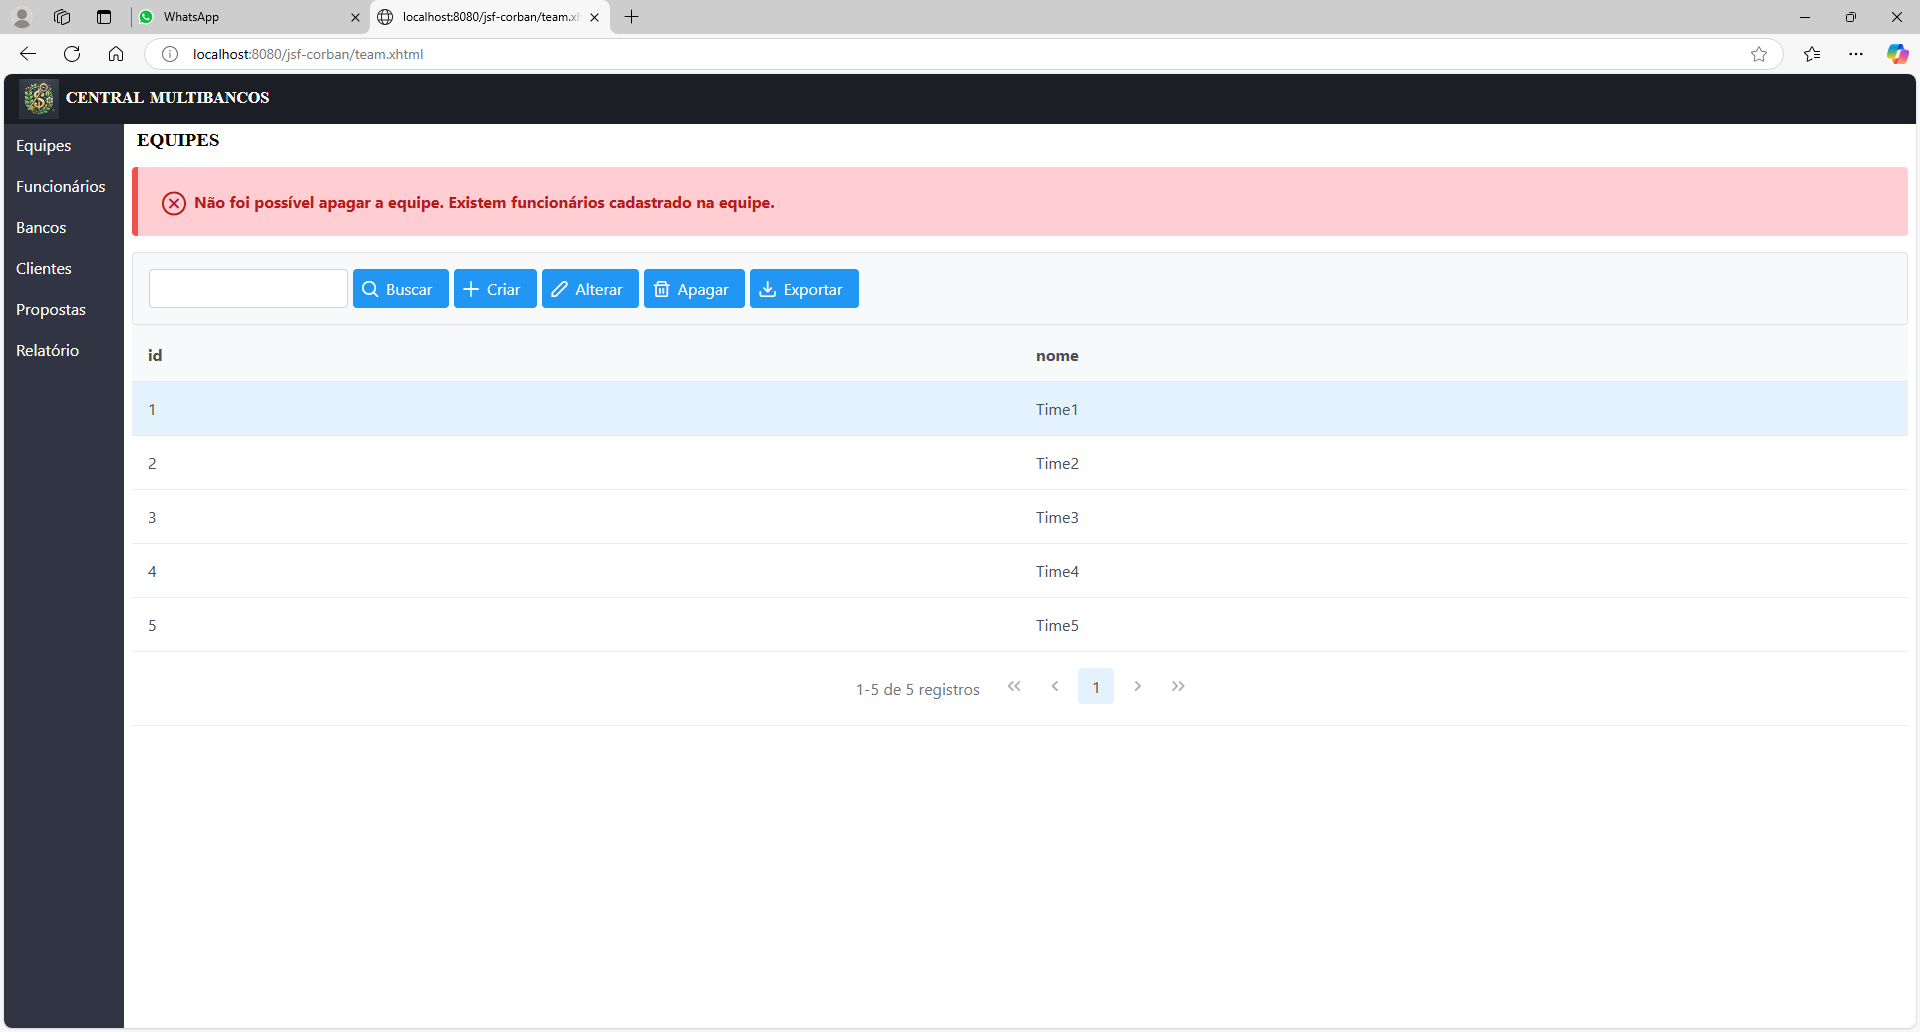 WhatsApp
localhost:8080/jsf-corban/team.xh
localhost:8080/jsf-corban/team.xhtml
CENTRAL MULTIBANCOS
Equipes
Funcionários
Bancos
Clientes
Propostas
Relatório
EQUIPES
Não foi possível apagar a equipe. Existem funcionários cadastrado na equipe.
Buscar Criar Alterar Apagar Exportar
id nome
1 Time1
2 Time2
3 Time3
4 Time4
5 Time5
1-5 de 5 registros 1